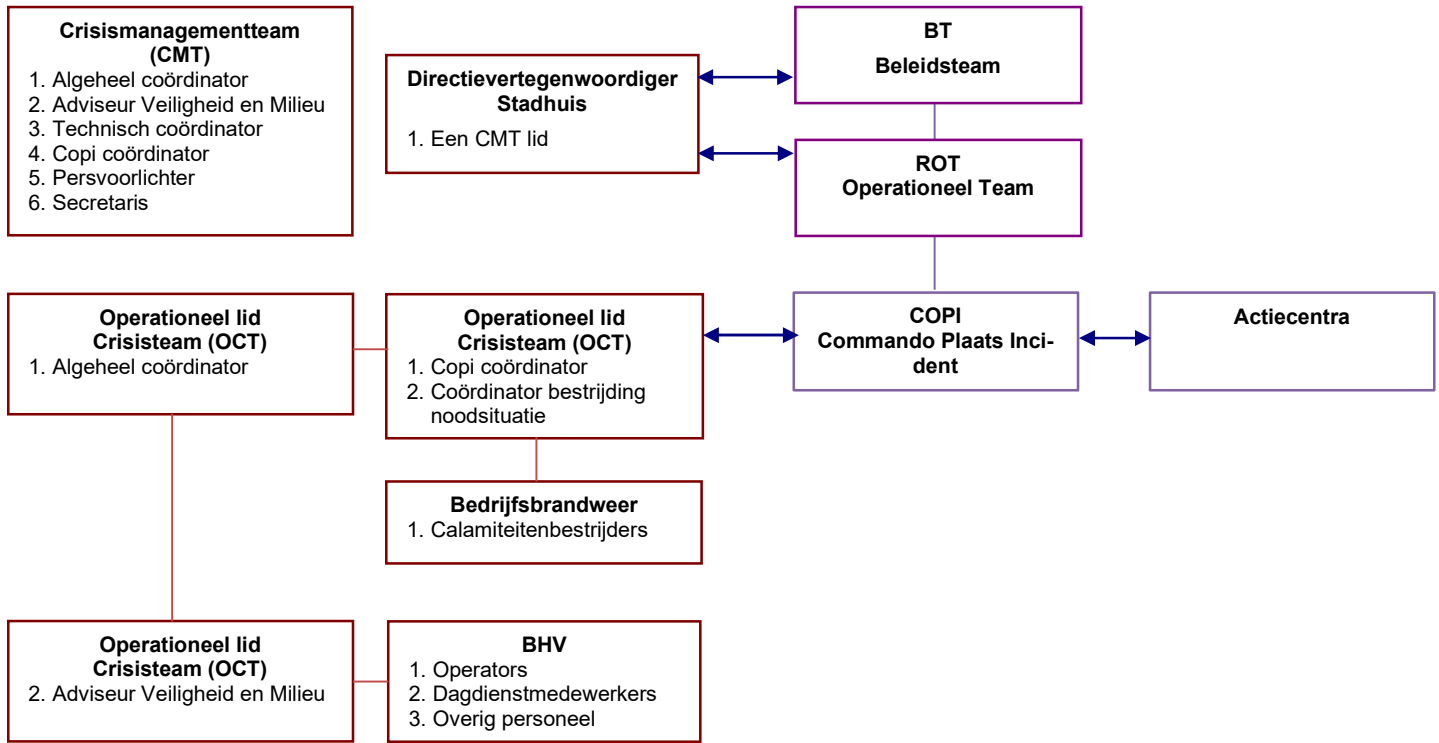 Crisismanagementteam
(CMT)
1. Algeheel coördinator
2. Adviseur Veiligheid en Milieu
3. Technisch coördinator
4. Copi coördinator
5. Persvoorlichter
6. Secretaris
Directievertegenwoordiger
Stadhuis
1. Een CMT lid
BT
Beleidsteam
ROT
Operationeel Team
Operationeel lid
Crisisteam (OCT)
1. Algeheel coördinator
Operationeel lid
Crisisteam (OCT)
1. Copi coördinator
2. Coördinator bestrijding
noodsituatie
COPI
Commando Plaats Inci-
dent
Actiecentra
Bedrijfsbrandweer
1. Calamiteitenbestrijders
Operationeel lid
Crisisteam (OCT)
2. Adviseur Veiligheid en Milieu
BHV
1. Operators
2. Dagdienstmedewerkers
3. Overig personeel